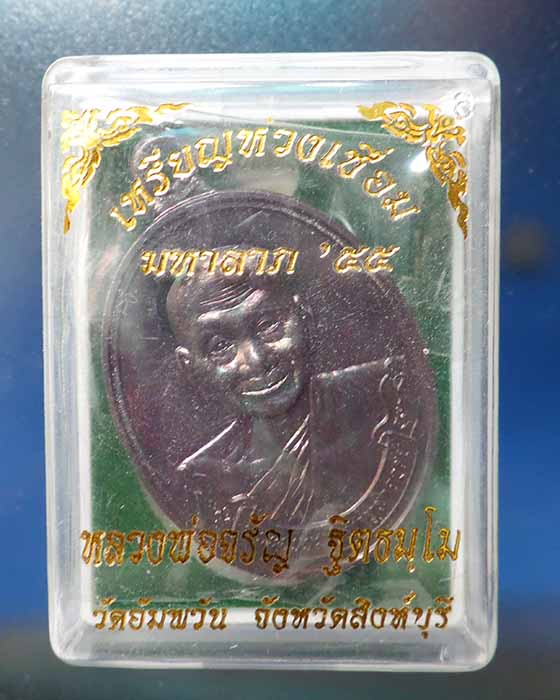 เหรียญห่วงเชื่อม
มหาลาภ '๕๕
หลวงพ่อจรัญ ฐิตธมฺโม
วัดอัมพวัน จังหวัดสิงห์บุรี